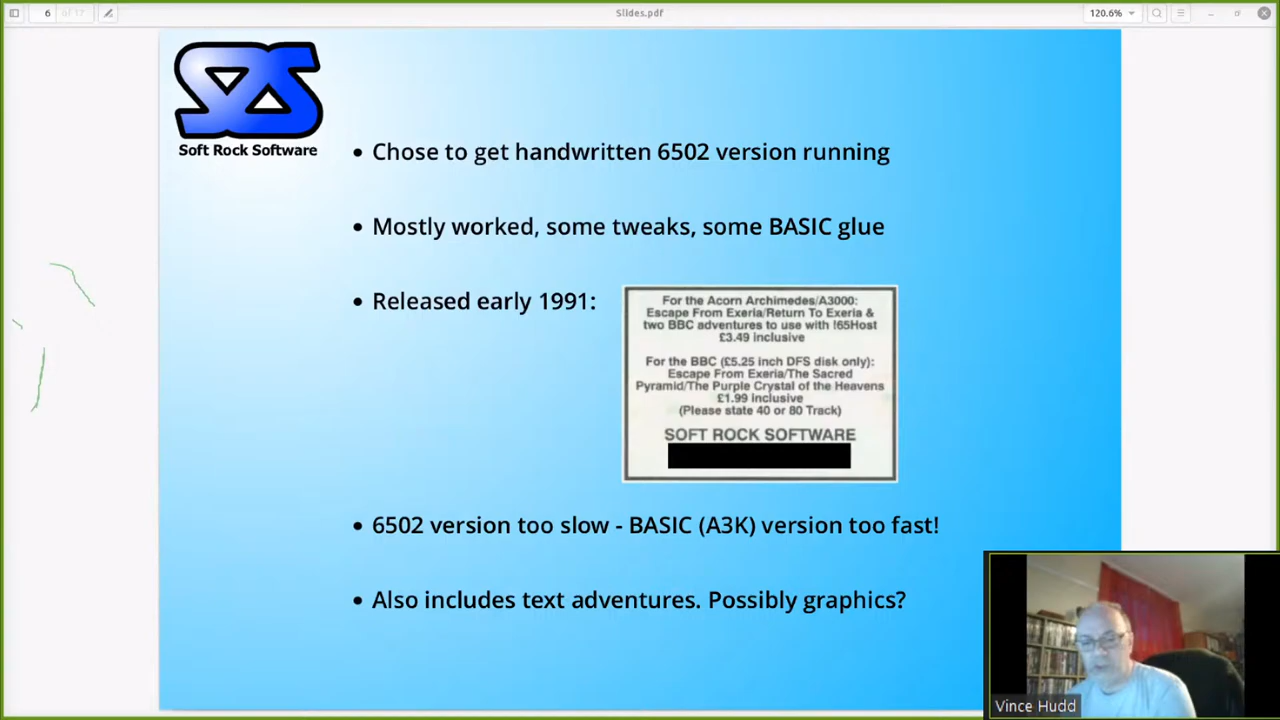 6 of 17
Slides.pdf
120.6%
Soft Rock Software
• Chose to get handwritten 6502 version running
• Mostly worked, some tweaks, some BASIC glue
• Released early 1991:
For the Acorn Archimedes/A3000:
Escape From Exeria/Return To Exeria &
two BBC adventures to use with !65Host
£3.49 inclusive
For the BBC (£5.25 inch DFS disk only):
Escape From Exeria/The Sacred
Pyramid/The Purple Crystal of the Heavens
£1.99 inclusive
(Please state 40 or 80 Track)
SOFT ROCK SOFTWARE
• 6502 version too slow - BASIC (A3K) version too fast!
• Also includes text adventures. Possibly graphics?
Vince Hudd